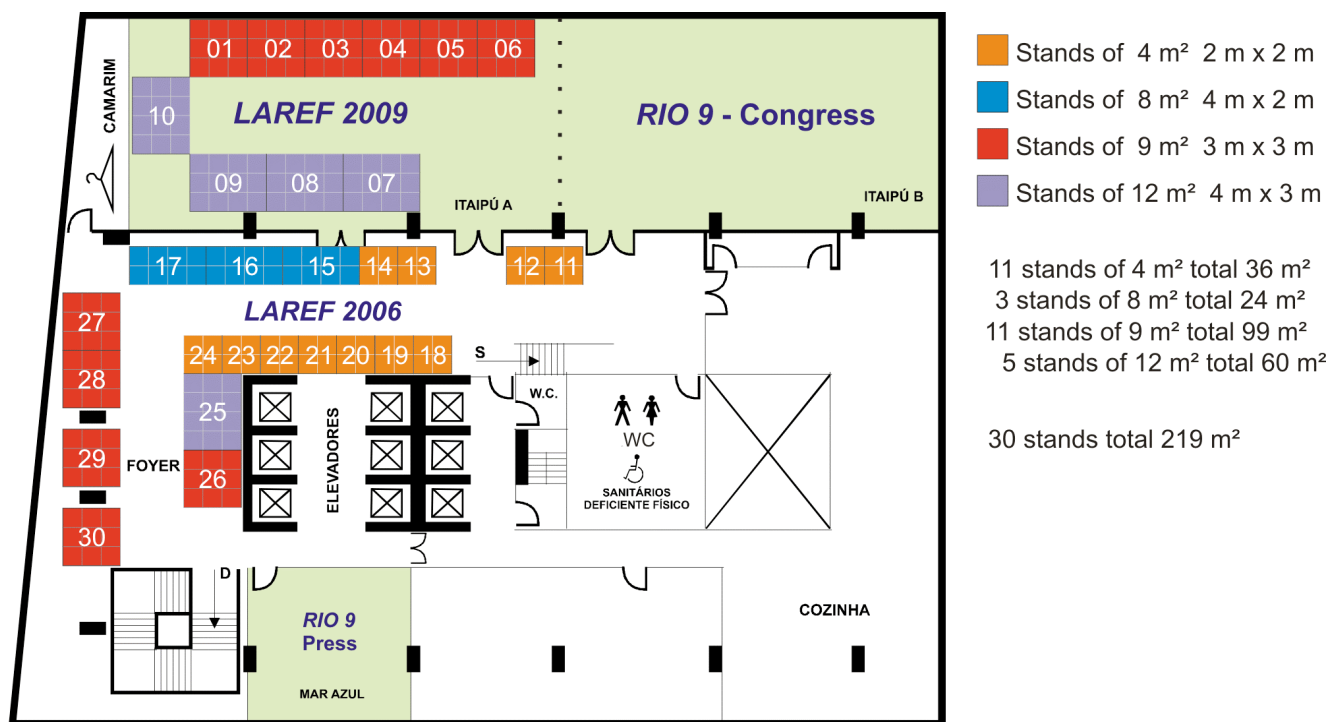 01 02 03 04 05 06
CAMARIM
10
LAREF 2009
RIO 9 - Congress
09 08 07
ITAIPÚ A
ITAIPÚ B
17 16 15 14 13 12 11
LAREF 2006
27
28
29
30
24 23 22 21 20 19 18
25
26
FOYER
ELEVADORES
S
W.C.
WC
SANITÁRIOS
DEFICIENTE FÍSICO
D
RIO 9
Press
MAR AZUL
COZINHA
Stands of 4 m² 2 m x 2 m
Stands of 8 m² 4 m x 2 m
Stands of 9 m² 3 m x 3 m
Stands of 12 m² 4 m x 3 m
11 stands of 4 m² total 36 m²
3 stands of 8 m² total 24 m²
11 stands of 9 m² total 99 m²
5 stands of 12 m² total 60 m²
30 stands total 219 m²